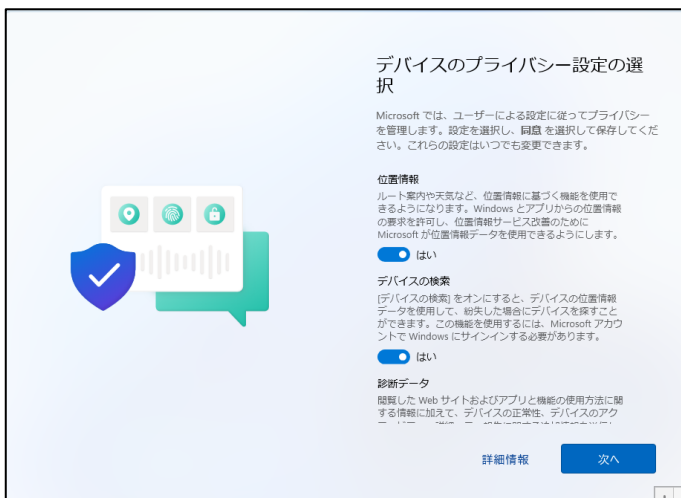 デバイスのプライバシー設定の選
択
Microsoft では、ユーザーによる設定に従ってプライバシー
を管理します。設定を選択し、同意 を選択して保存してくだ
さい。これらの設定はいつでも変更できます。
位置情報
ルート案内や天気など、位置情報に基づく機能を使用で
きるようになります。Windows とアプリからの位置情報
の要求を許可し、位置情報サービス改善のために
Microsoft が位置情報データを使用できるようにします。
はい
デバイスの検索
[デバイスの検索] をオンにすると、デバイスの位置情報
データを使用して、紛失した場合にデバイスを探すこと
ができます。この機能を使用するには、Microsoft アカウ
ントで Windows にサインインする必要があります。
はい
診断データ
閲覧した Web サイトおよびアプリと機能の使用方法に関
する情報に加えて、デバイスの正常性、デバイスのアク
詳細情報
次へ